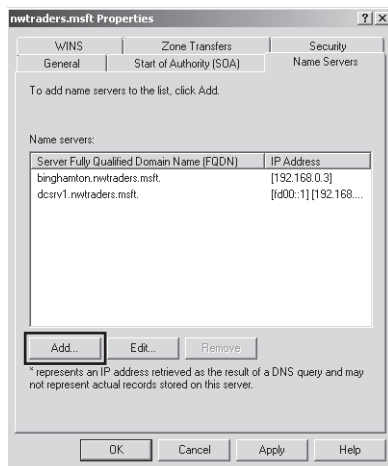 nwtraders.msft Properties
? X
WINS Zone Transfers Security
General Start of Authority (SOA) Name Servers
To add name servers to the list, click Add.
Name servers:
Server Fully Qualified Domain Name (FQDN) IP Address
binghamton.nwtraders.msft. [192.168.0.3]
dcsrv1.nwtraders.msft. [fd00::1] [192.168....
Add... Edit... Remove
* represents an IP address retrieved as the result of a DNS query and may
not represent actual records stored on this server.
OK Cancel Apply Help